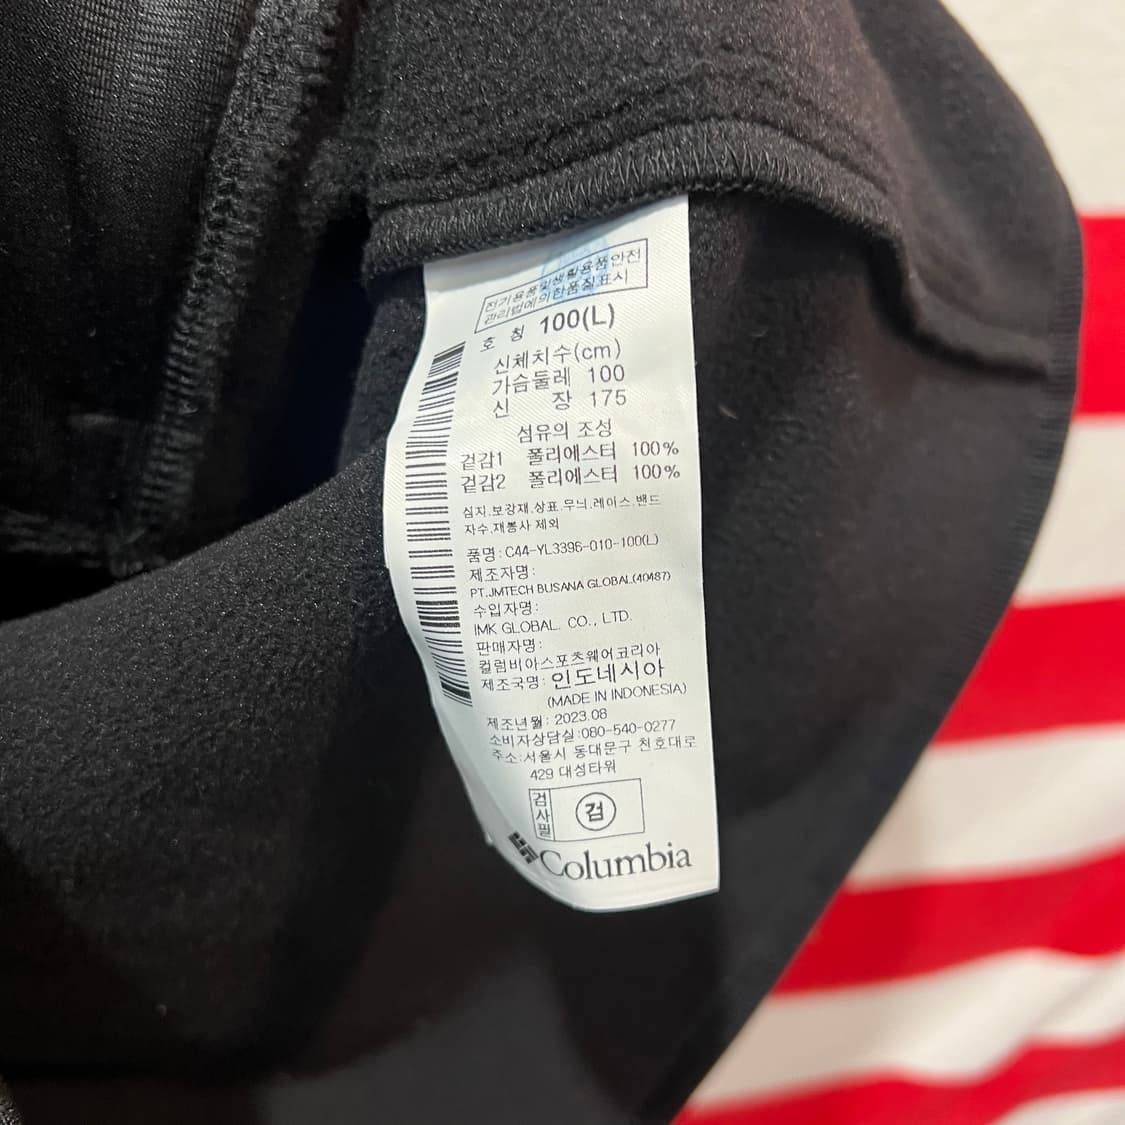 전기용품및생활용품안전
관리법에의한품질표시
호 칭 100(L)
신체치수(cm)
가슴둘레 100
신 장 175
섬유의 조성
겉감1 폴리에스터 100%
겉감2 폴리에스터 100%
심지.보강재.상표.무늬.레이스.밴드
자수.재봉사 제외
품명:C44-YL3396-010-100(L)
제조자명:
PT.JMTECH BUSANA GLOBAL(40487)
수입자명:
IMK GLOBAL. CO., LTD.
판매자명:
컬럼비아스포츠웨어코리아
제조국명:인도네시아
(MADE IN INDONESIA)
제조년월: 2023.08
소비자상담실:080-540-0277
주소:서울시 동대문구 천호대로
429 대성타워
검사필 검
Columbia